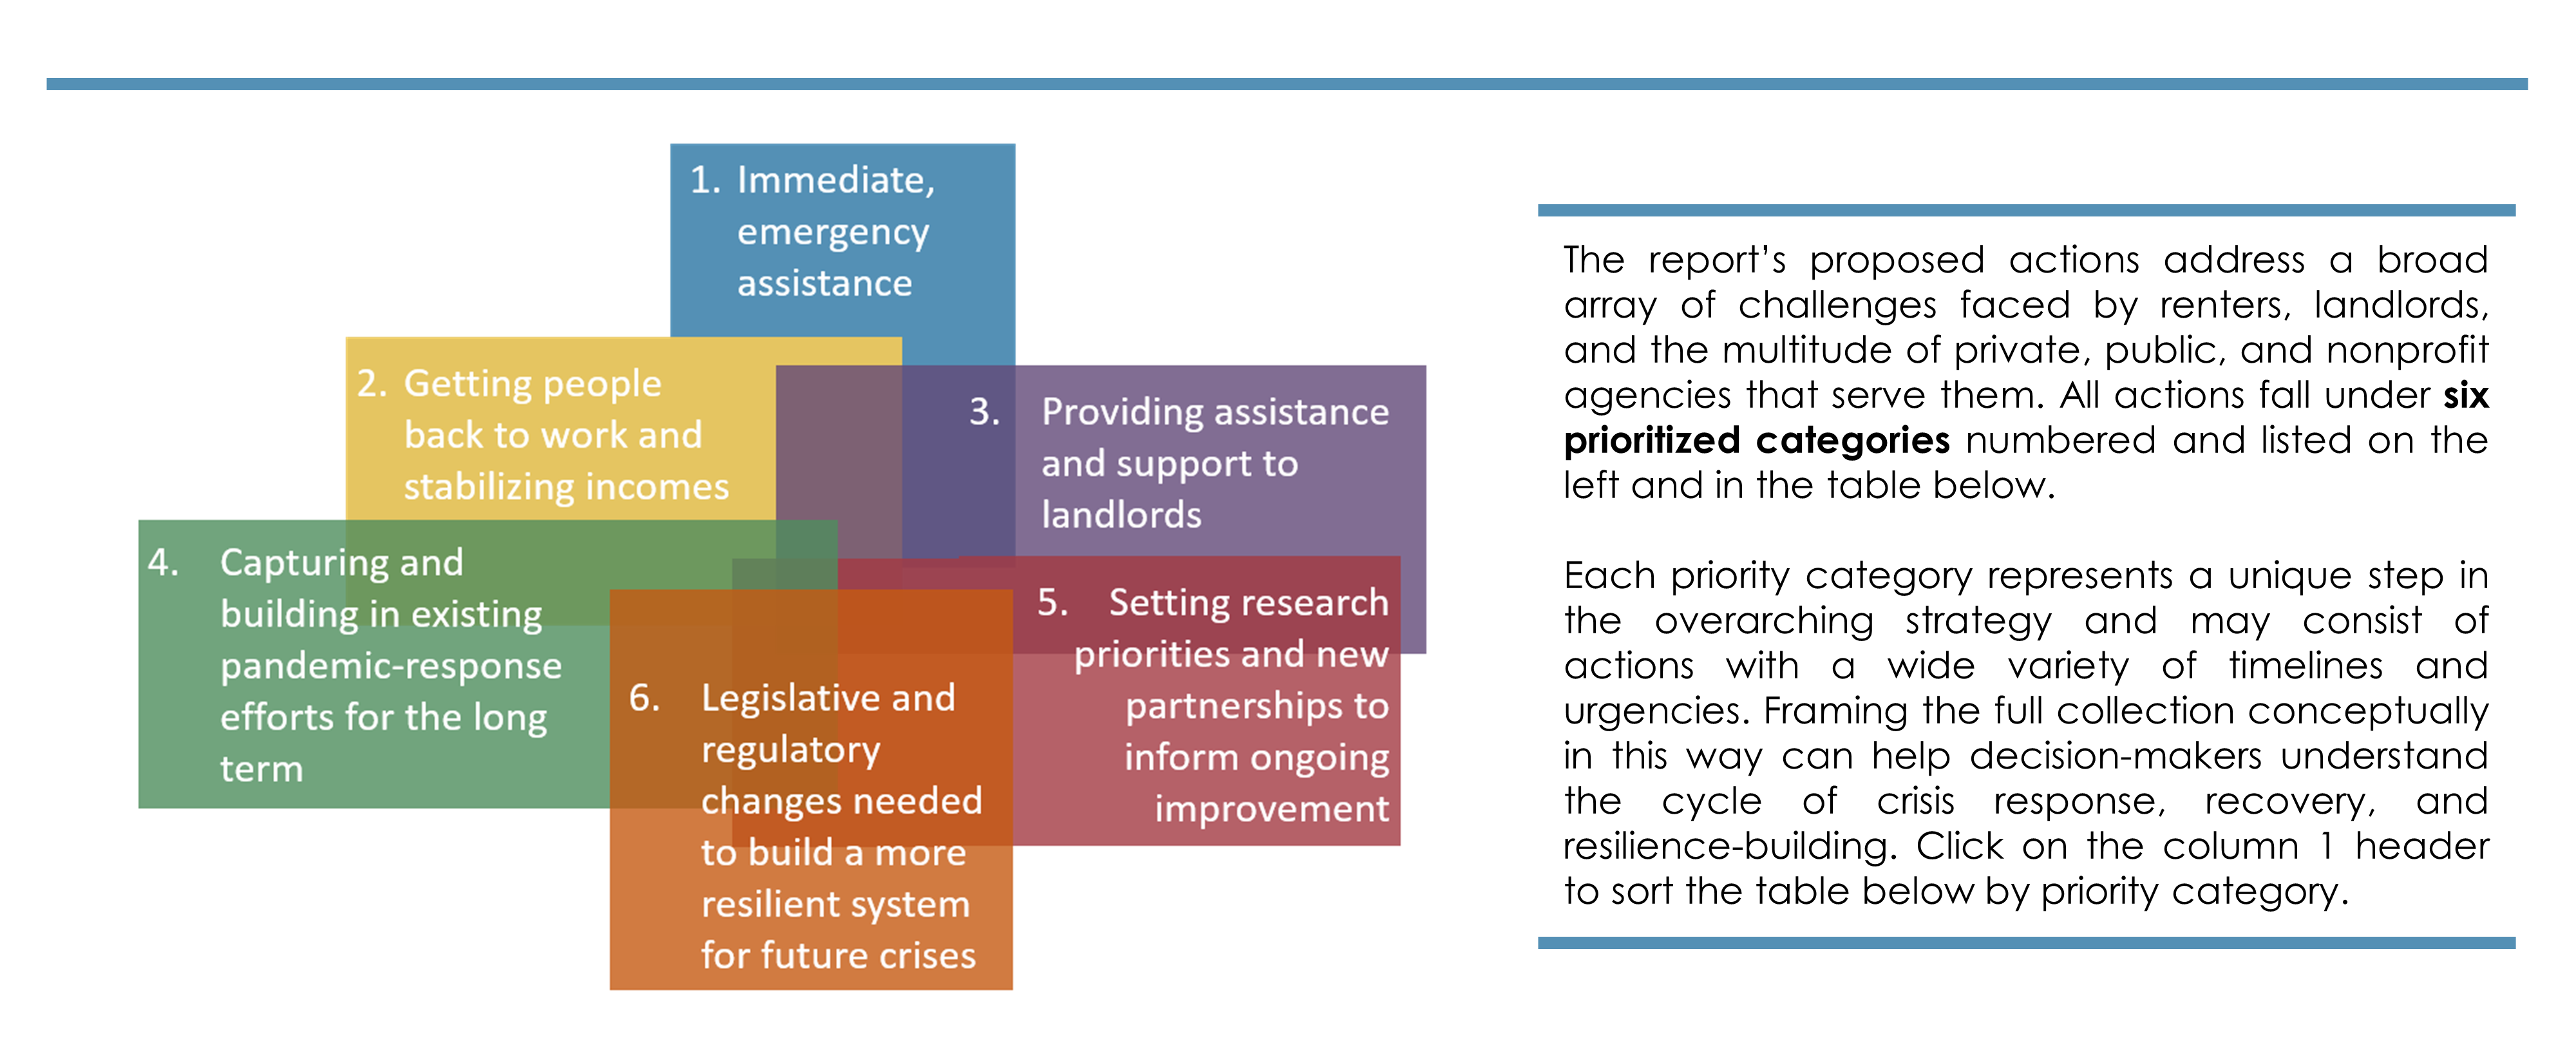 1. Immediate,
emergency
assistance
2. Getting people
back to work and
stabilizing incomes
3. Providing assistance
and support to
landlords
4. Capturing and
building in existing
pandemic-response
efforts for the long
term
5. Setting research
priorities and new
partnerships to
inform ongoing
improvement
6. Legislative and
regulatory
changes needed
to build a more
resilient system
for future crises
The report’s proposed actions address a broad
array of challenges faced by renters, landlords,
and the multitude of private, public, and nonprofit
agencies that serve them. All actions fall under six
prioritized categories numbered and listed on the
left and in the table below.
Each priority category represents a unique step in
the overarching strategy and may consist of
actions with a wide variety of timelines and
urgencies. Framing the full collection conceptually
in this way can help decision-makers understand
the cycle of crisis response, recovery, and
resilience-building. Click on the column 1 header
to sort the table below by priority category.